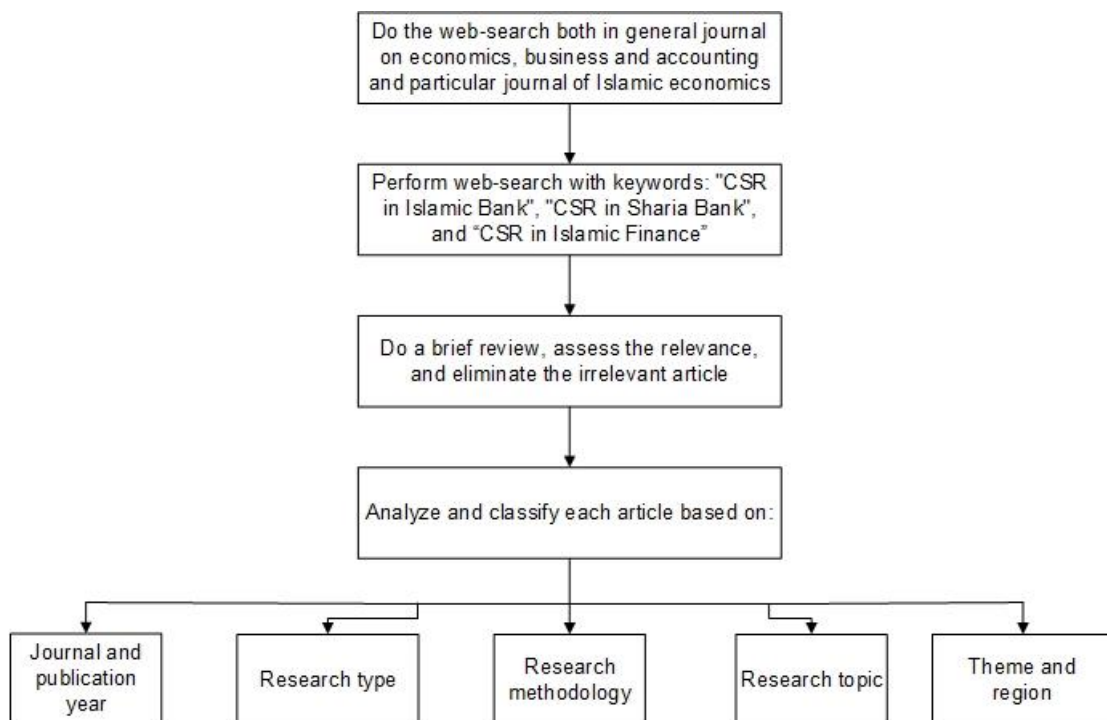 Do the web-search both in general journal
on economics, business and accounting
and particular journal of Islamic economics
Perform web-search with keywords: "CSR
in Islamic Bank", "CSR in Sharia Bank",
and “CSR in Islamic Finance”
Do a brief review, assess the relevance,
and eliminate the irrelevant article
Analyze and classify each article based on:
Journal and
publication
year
Research type
Research
methodology
Research topic
Theme and
region